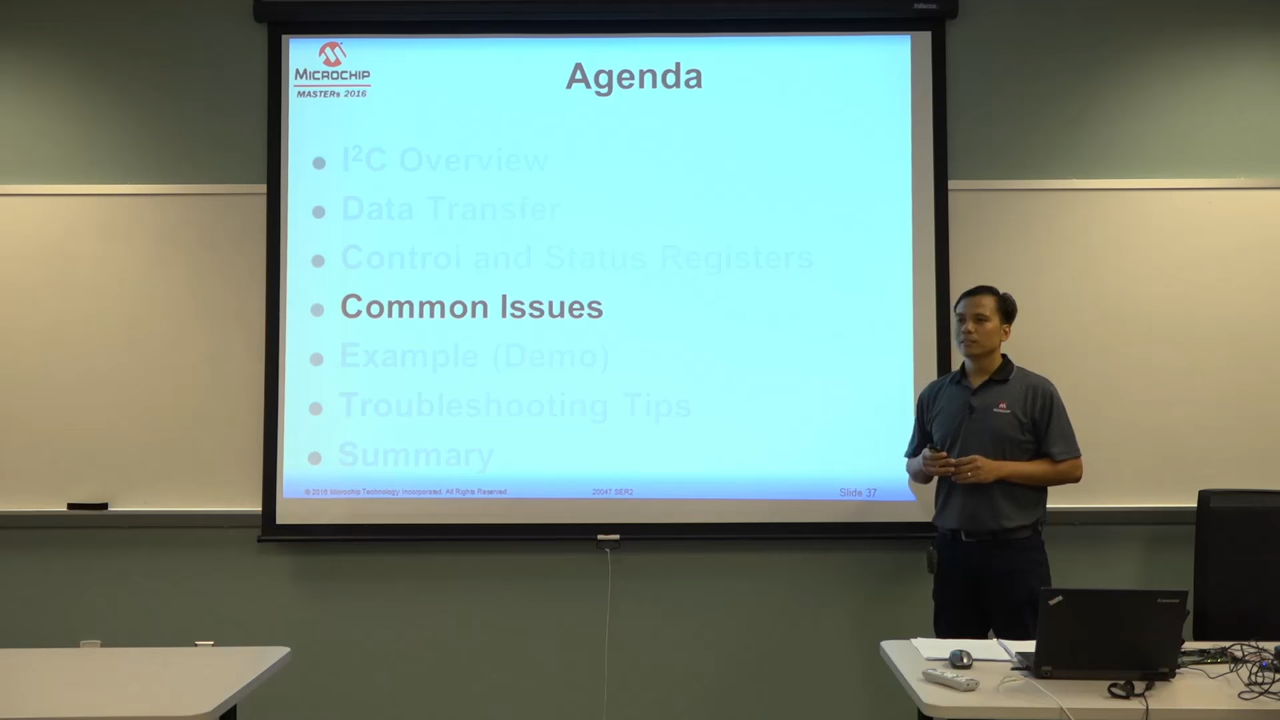 MICROCHIP
MASTERs 2016
Agenda
I²C Overview
Data Transfer
Control and Status Registers
Common Issues
Example (Demo)
Troubleshooting Tips
Summary
© 2016 Microchip Technology Incorporated. All Rights Reserved
2004T SER2
Slide 37